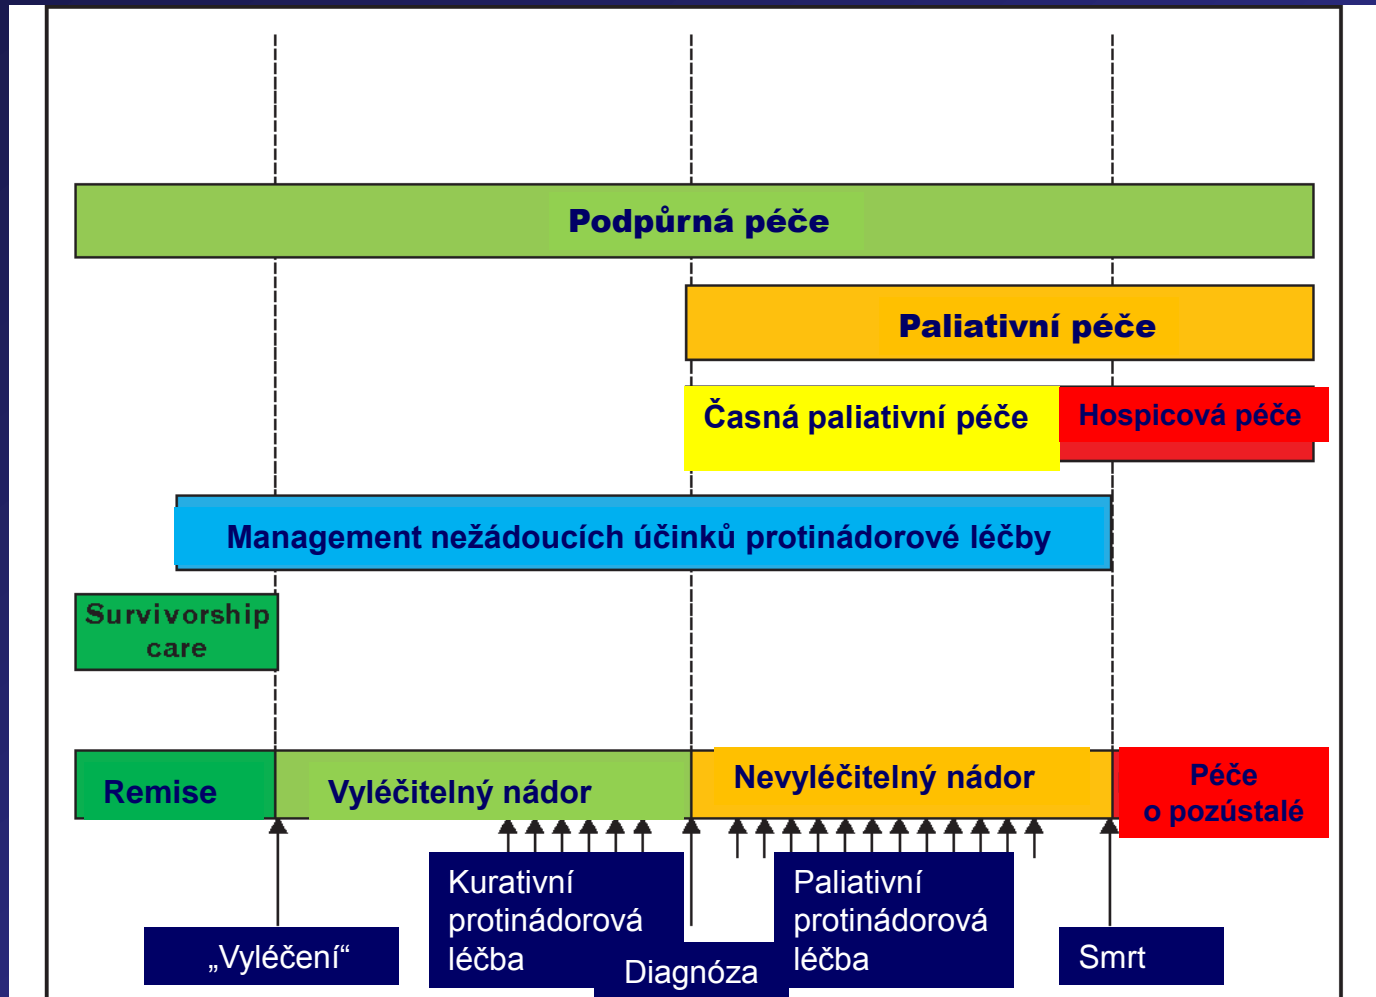 Podpůrná péče
Paliativní péče
Časná paliativní péče
Hospicová péče
Management nežádoucích účinků protinádorové léčby
Survivorship
care
Remise
Vyléčitelný nádor
Nevyléčitelný nádor
Péče
o pozústalé
Kurativní
protinádorová
léčba
Paliativní
protinádorová
léčba
„Vyléčení“
Diagnóza
Smrt